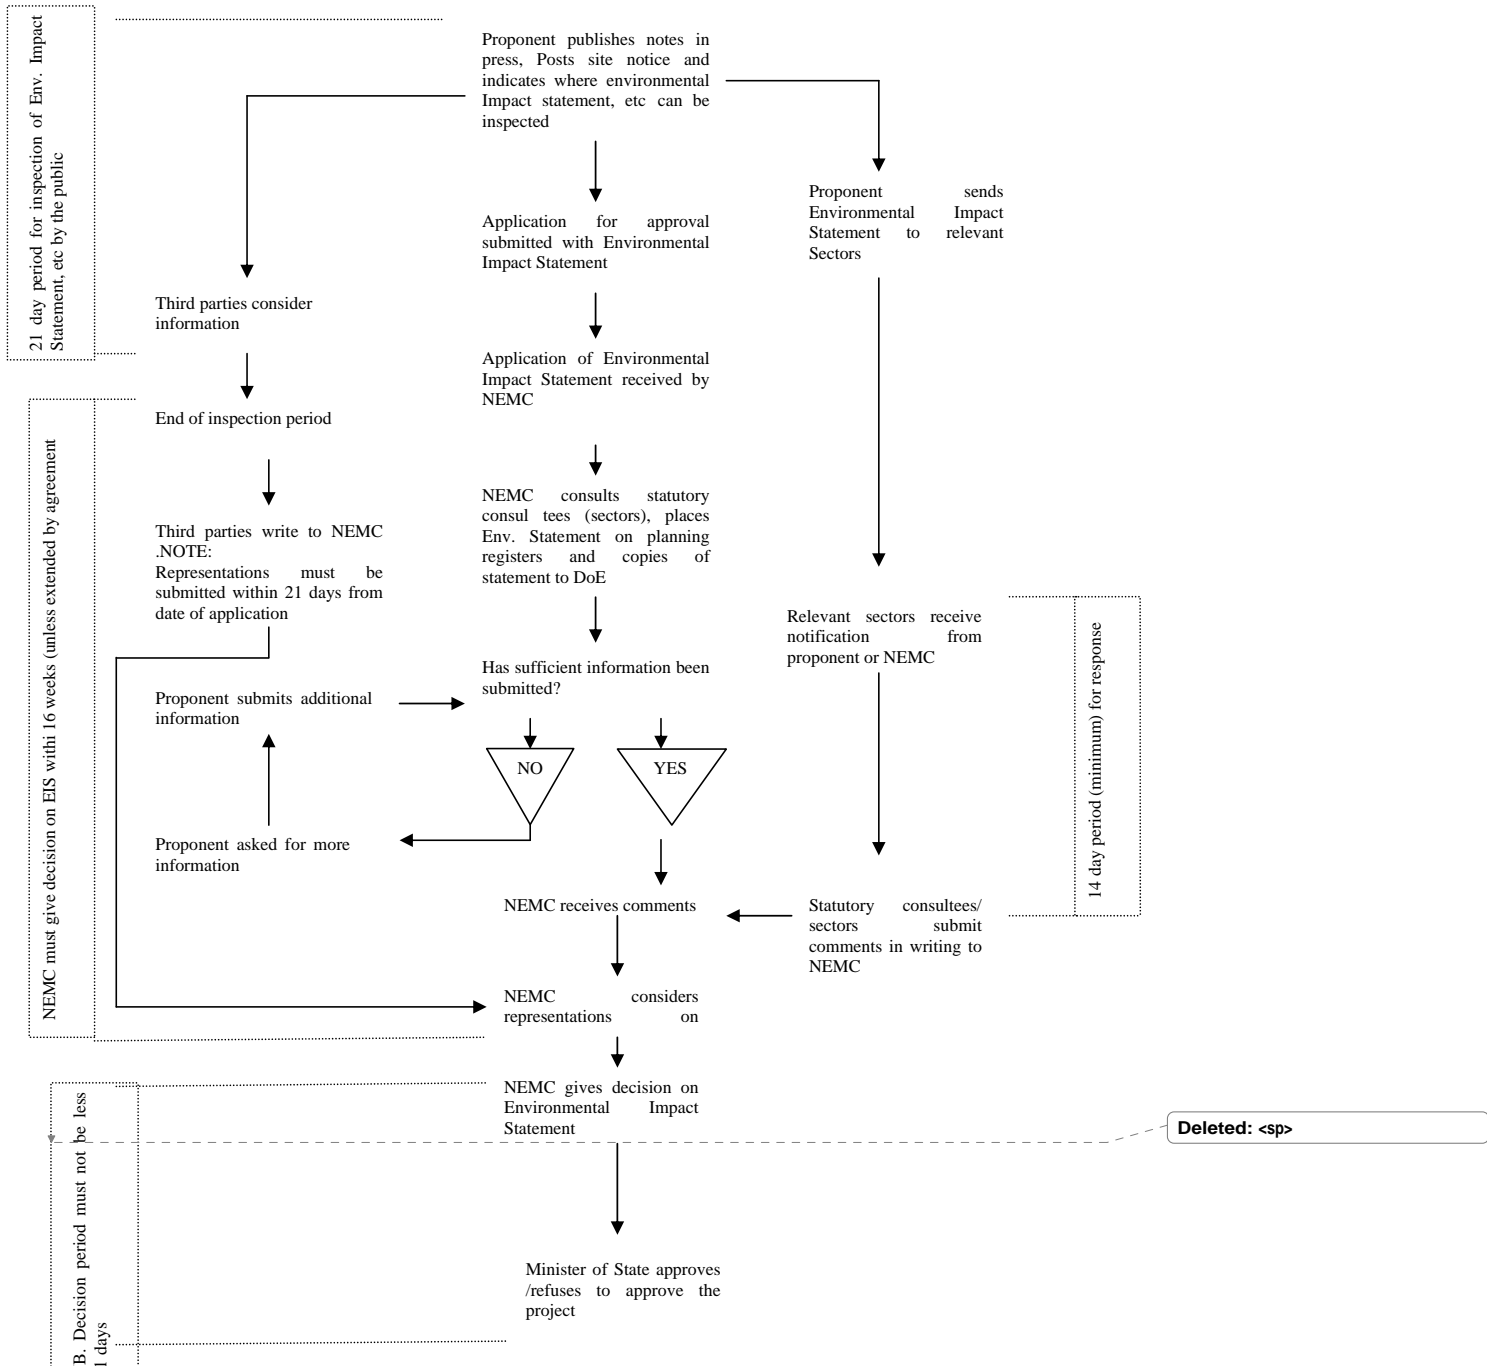 21 day period for inspection of Env. Impact
Statement, etc by the public
Proponent publishes notes in
press, Posts site notice and
indicates where environmental
Impact statement, etc can be
inspected
Proponent sends
Environmental Impact
Statement to relevant
Sectors
Application for approval
submitted with Environmental
Impact Statement
Third parties consider
information
Application of Environmental
Impact Statement received by
NEMC
End of inspection period
NEMC must give decision on EIS withi 16 weeks (unless extended by agreement
NEMC consults statutory
consul tees (sectors), places
Env. Statement on planning
registers and copies of
statement to DoE
Third parties write to NEMC
.NOTE:
Representations must be
submitted within 21 days from
date of application
Relevant sectors receive
notification from
proponent or NEMC
14 day period (minimum) for response
Has sufficient information been
submitted?
Proponent submits additional
information
NO
YES
Proponent asked for more
information
NEMC receives comments
Statutory consultees/
sectors submit
comments in writing to
NEMC
NEMC considers
representations on
NEMC gives decision on
Environmental Impact
Statement
Deleted: <sp>
B. Decision period must not be less
l days
Minister of State approves
/refuses to approve the
project